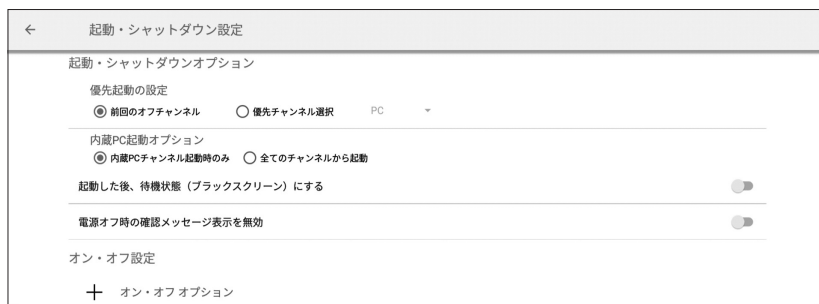 起動・シャットダウン設定
起動・シャットダウンオプション
優先起動の設定
前回のオフチャンネル 優先チャンネル選択 PC
内蔵PC起動オプション
内蔵PCチャンネル起動時のみ 全てのチャンネルから起動
起動した後、待機状態（ブラックスクリーン）にする
電源オフ時の確認メッセージ表示を無効
オン・オフ設定
オン・オフ オプション